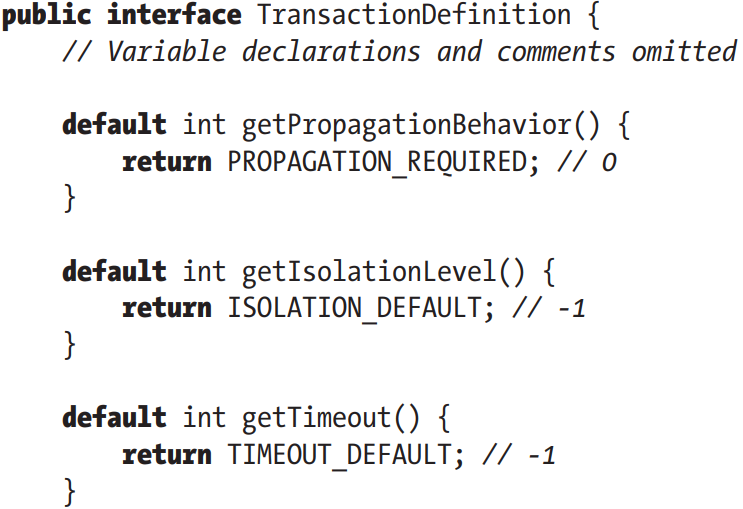 public interface TransactionDefinition {
// Variable declarations and comments omitted
default int getPropagationBehavior() {
return PROPAGATION_REQUIRED; // 0
}
default int getIsolationLevel() {
return ISOLATION_DEFAULT; // -1
}
default int getTimeout() {
return TIMEOUT_DEFAULT; // -1
}